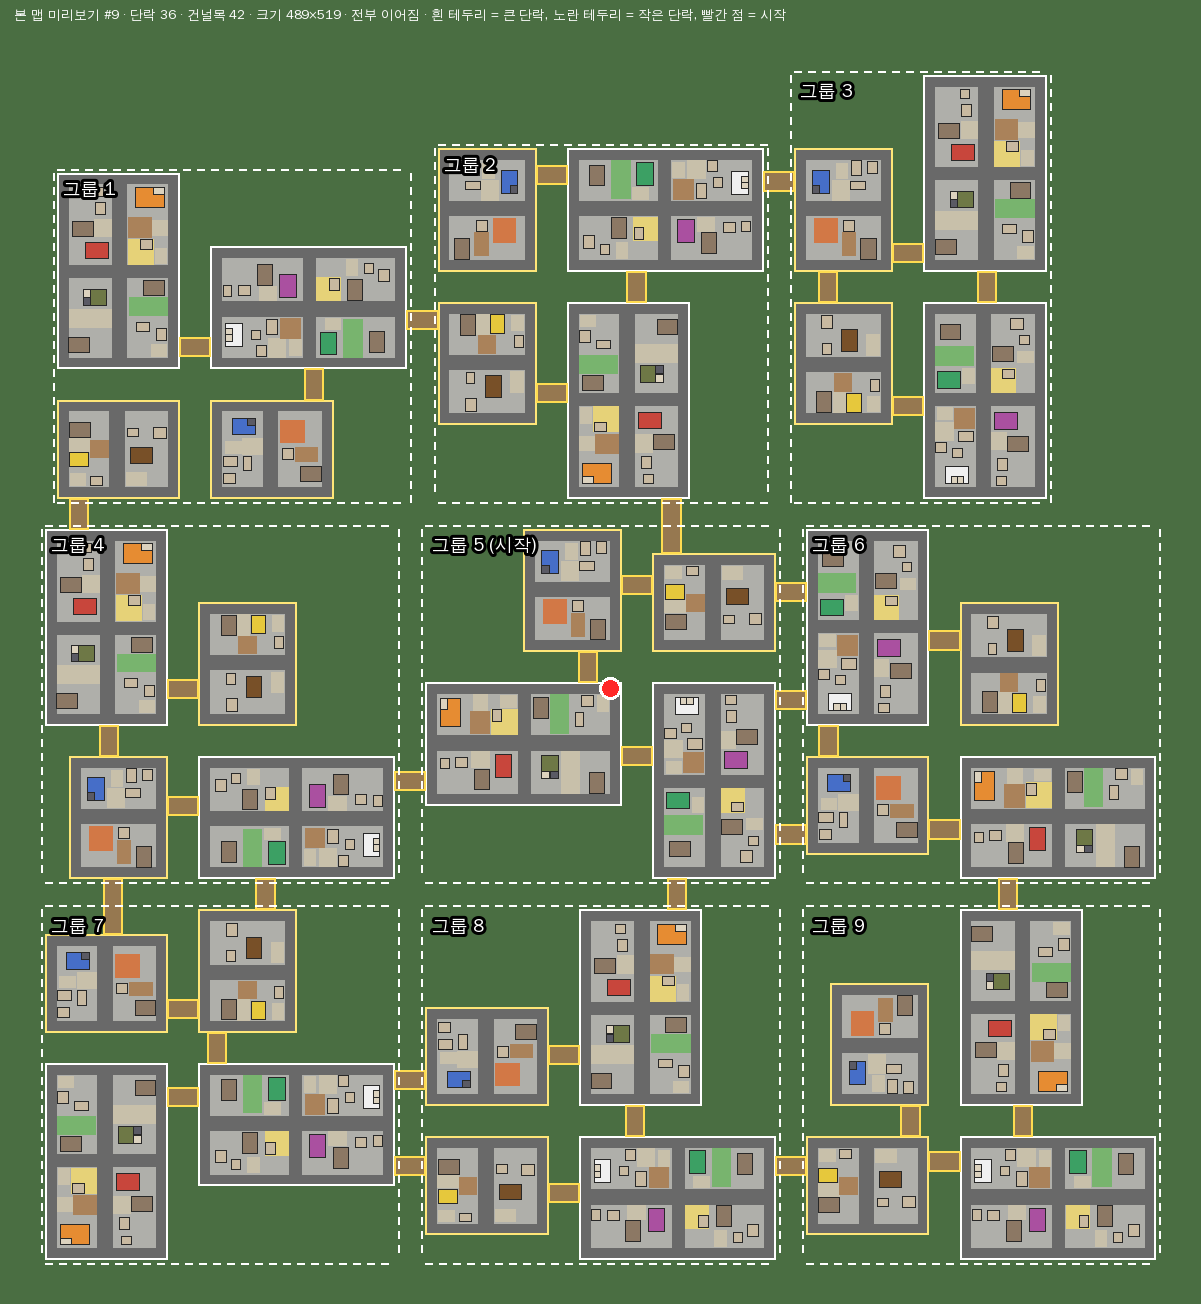 본 맵 미리보기 #9 · 단락 36 · 건널목 42 · 크기 489×519 · 전부 이어짐 · 흰 테두리 = 큰 단락, 노란 테두리 = 작은 단락, 빨간 점 = 시작
그룹 1
그룹 2
그룹 3
그룹 4
그룹 5 (시작)
그룹 6
그룹 7
그룹 8
그룹 9